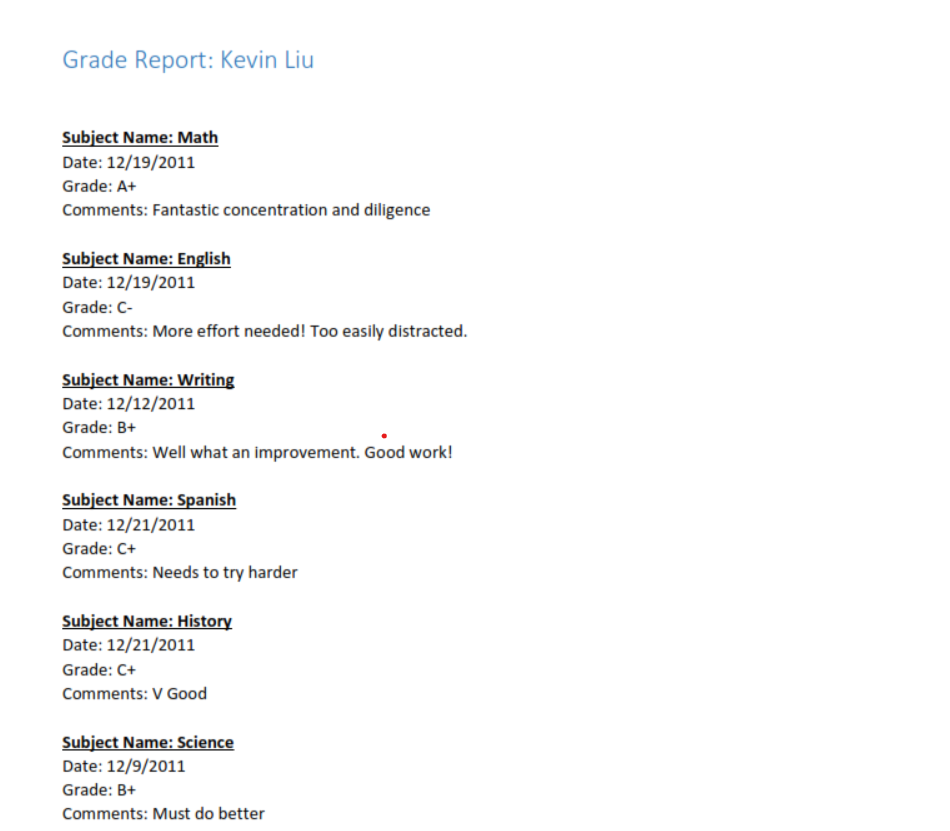 Grade Report: Kevin Liu
Subject Name: Math
Date: 12/19/2011
Grade: A+
Comments: Fantastic concentration and diligence
Subject Name: English
Date: 12/19/2011
Grade: C-
Comments: More effort needed! Too easily distracted.
Subject Name: Writing
Date: 12/12/2011
Grade: B+
Comments: Well what an improvement. Good work!
Subject Name: Spanish
Date: 12/21/2011
Grade: C+
Comments: Needs to try harder
Subject Name: History
Date: 12/21/2011
Grade: C+
Comments: V Good
Subject Name: Science
Date: 12/9/2011
Grade: B+
Comments: Must do better